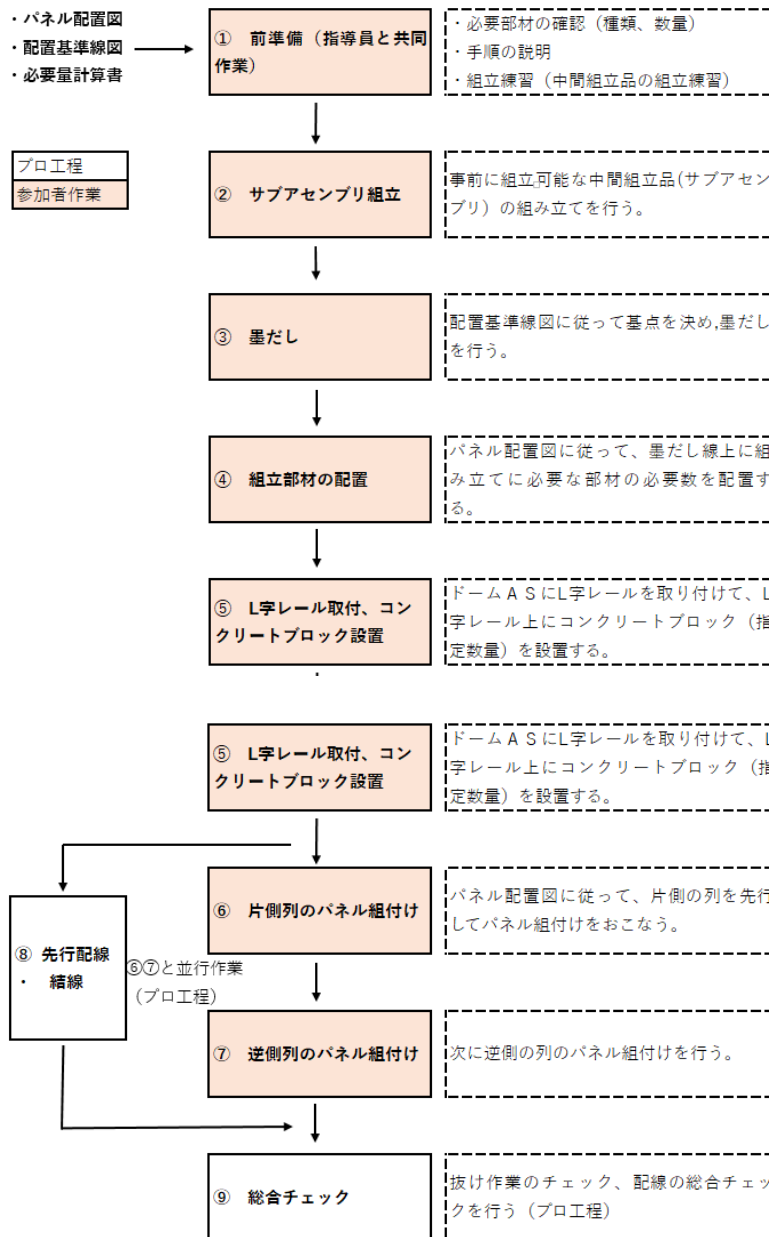 ・パネル配置図
・配置基準線図
・必要量計算書
① 前準備（指導員と共同
作業）
・必要部材の確認（種類、数量）
・手順の説明
・組立練習（中間組立品の組立練習）
プロ工程
参加者作業
② サブアセンブリ組立
事前に組立可能な中間組立品(サブアセン
ブリ）の組み立てを行う。
③ 墨だし
配置基準線図に従って基点を決め,墨だし
を行う。
④ 組立部材の配置
パネル配置図に従って、墨だし線上に組
み立てに必要な部材の必要数を配置す
る。
⑤ L字レール取付、コン
クリートブロック設置
ドームＡＳにL字レールを取り付けて、L
字レール上にコンクリートブロック（指
定数量）を設置する。
⑤ L字レール取付、コン
クリートブロック設置
ドームＡＳにL字レールを取り付けて、L
字レール上にコンクリートブロック（指
定数量）を設置する。
⑥ 片側列のパネル組付け
パネル配置図に従って、片側の列を先行
してパネル組付けをおこなう。
⑧ 先行配線
・ 結線
⑥⑦と並行作業
（プロ工程）
⑦ 逆側列のパネル組付け
次に逆側の列のパネル組付けを行う。
⑨ 総合チェック
抜け作業のチェック、配線の総合チェッ
クを行う（プロ工程）